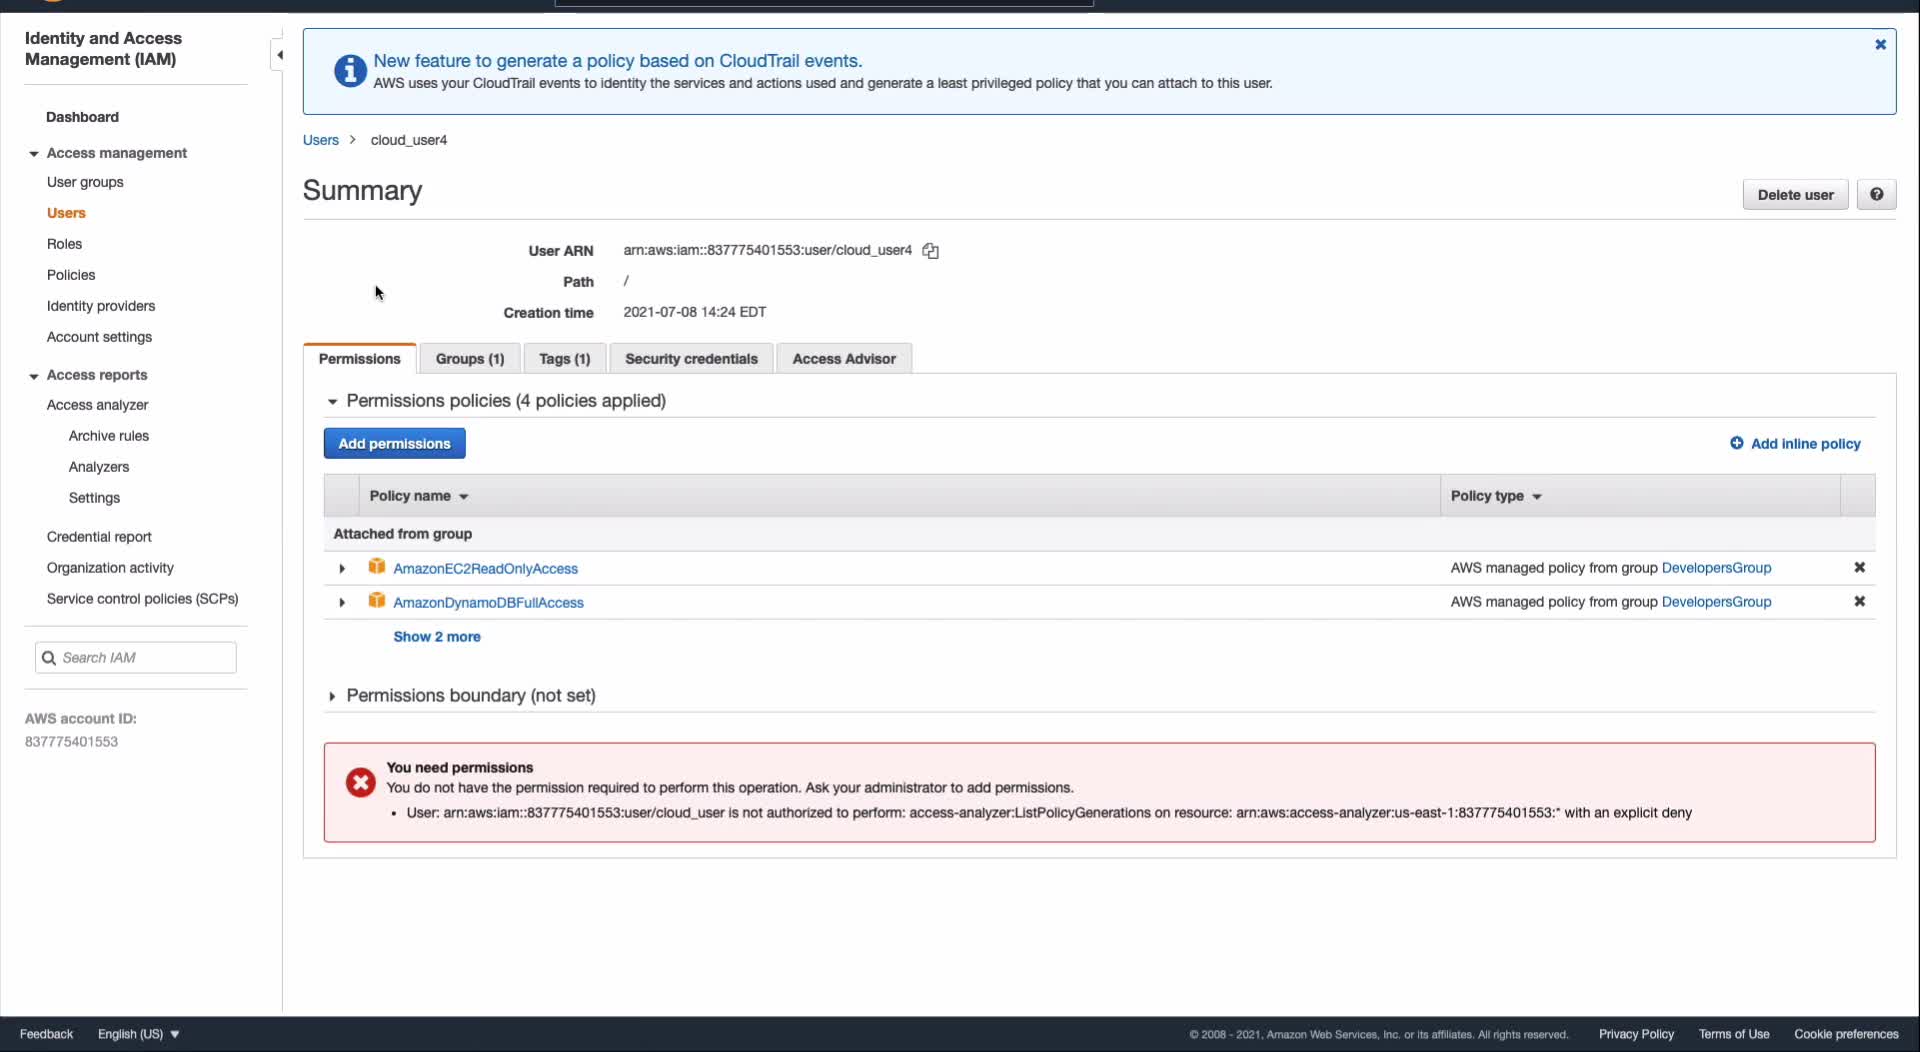 Identity and Access
Management (IAM)
Dashboard
Access management
User groups
Users
Roles
Policies
Identity providers
Account settings
Access reports
Access analyzer
Archive rules
Analyzers
Settings
Credential report
Organization activity
Service control policies (SCPs)
Search IAM
AWS account ID:
837775401553
New feature to generate a policy based on CloudTrail events.
AWS uses your CloudTrail events to identify the services and actions used and generate a least privileged policy that you can attach to this user.
Users > cloud_user4
Summary
Delete user
User ARN arn:aws:iam::837775401553:user/cloud_user4
Path /
Creation time 2021-07-08 14:24 EDT
Permissions Groups (1) Tags (1) Security credentials Access Advisor
Permissions policies (4 policies applied)
Add permissions Add inline policy
Policy name Policy type
Attached from group
AmazonEC2ReadOnlyAccess AWS managed policy from group DevelopersGroup
AmazonDynamoDBFullAccess AWS managed policy from group DevelopersGroup
Show 2 more
Permissions boundary (not set)
You need permissions
You do not have the permission required to perform this operation. Ask your administrator to add permissions.
• User: arn:aws:iam::837775401553:user/cloud_user is not authorized to perform: access-analyzer:ListPolicyGenerations on resource: arn:aws:access-analyzer:us-east-1:837775401553:* with an explicit deny
Feedback English (US) © 2008 - 2021, Amazon Web Services, Inc. or its affiliates. All rights reserved. Privacy Policy Terms of Use Cookie preferences